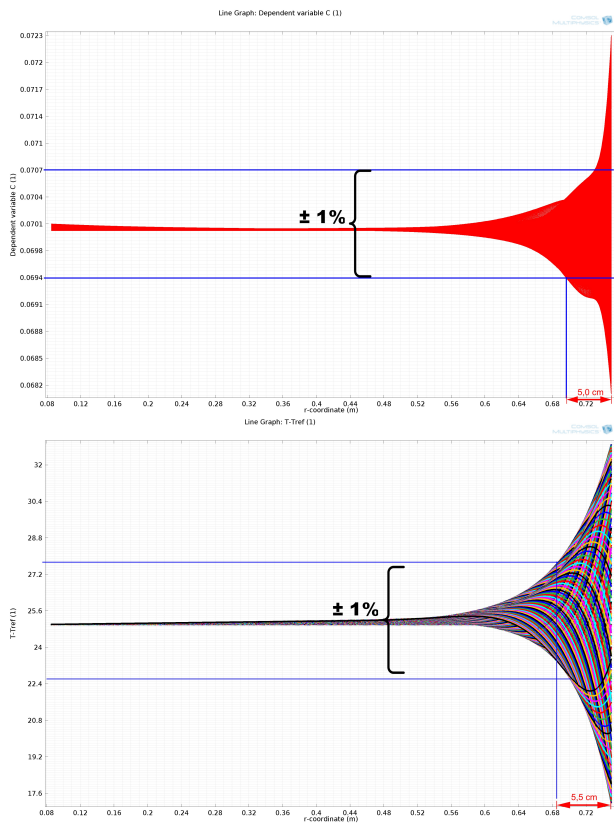 Line Graph: Dependent variable C (1)
COMSOL
MULTIPHYSICS
0.0723
0.072
0.0717
0.0714
0.071
0.0707
0.0704
0.0701
0.0698
0.0694
0.0691
0.0688
0.0685
0.0682
Dependent variable C (1)
± 1%
5,0 cm
0.08 0.12 0.16 0.2 0.24 0.28 0.32 0.36 0.4 0.44 0.48 0.52 0.56 0.6 0.64 0.68 0.72
r-coordinate (m)
Line Graph: T-Tref (1)
COMSOL
MULTIPHYSICS
32
30.4
28.8
27.2
25.6
24
22.4
20.8
19.2
17.6
T-Tref (1)
± 1%
5,5 cm
0.08 0.12 0.16 0.2 0.24 0.28 0.32 0.36 0.4 0.44 0.48 0.52 0.56 0.6 0.64 0.68 0.72
r-coordinate (m)